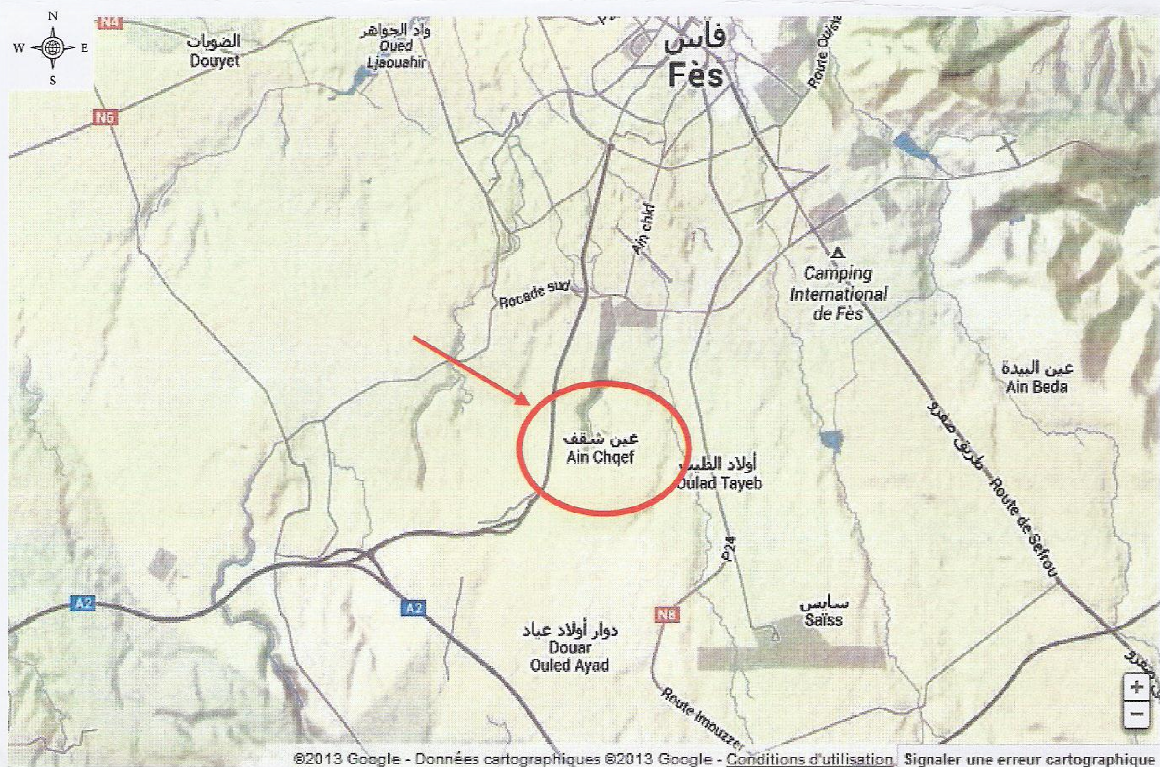 N
W
E
S
N4
الضويات
Douyet
واد الجواهر
Oued
Ljaouahir
فاس
Fès
N6
Ain chkf
Rocade sud
Camping
International
de Fès
عين البيدة
Ain Beda
عين شقف
Ain Chqef
أولاد الطيب
Oulad Tayeb
طريق صفرو
Route de Sefrou
P24
A2
A2
N8
سايس
Saïss
دوار أولاد عياد
Douar
Ouled Ayad
Route Imouzzer
صفرو
+
−
©2013 Google - Données cartographiques ©2013 Google - Conditions d'utilisation
Signaler une erreur cartographique